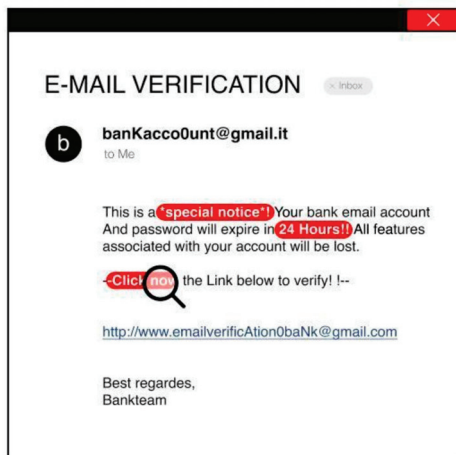 E-MAIL VERIFICATION × Inbox
b banKacco0unt@gmail.it
to Me
This is a *special notice*! Your bank email account
And password will expire in 24 Hours!! All features
associated with your account will be lost.
--Click now the Link below to verify! !--
http://www.emailverificAtion0baNk@gmail.com
Best regardes,
Bankteam